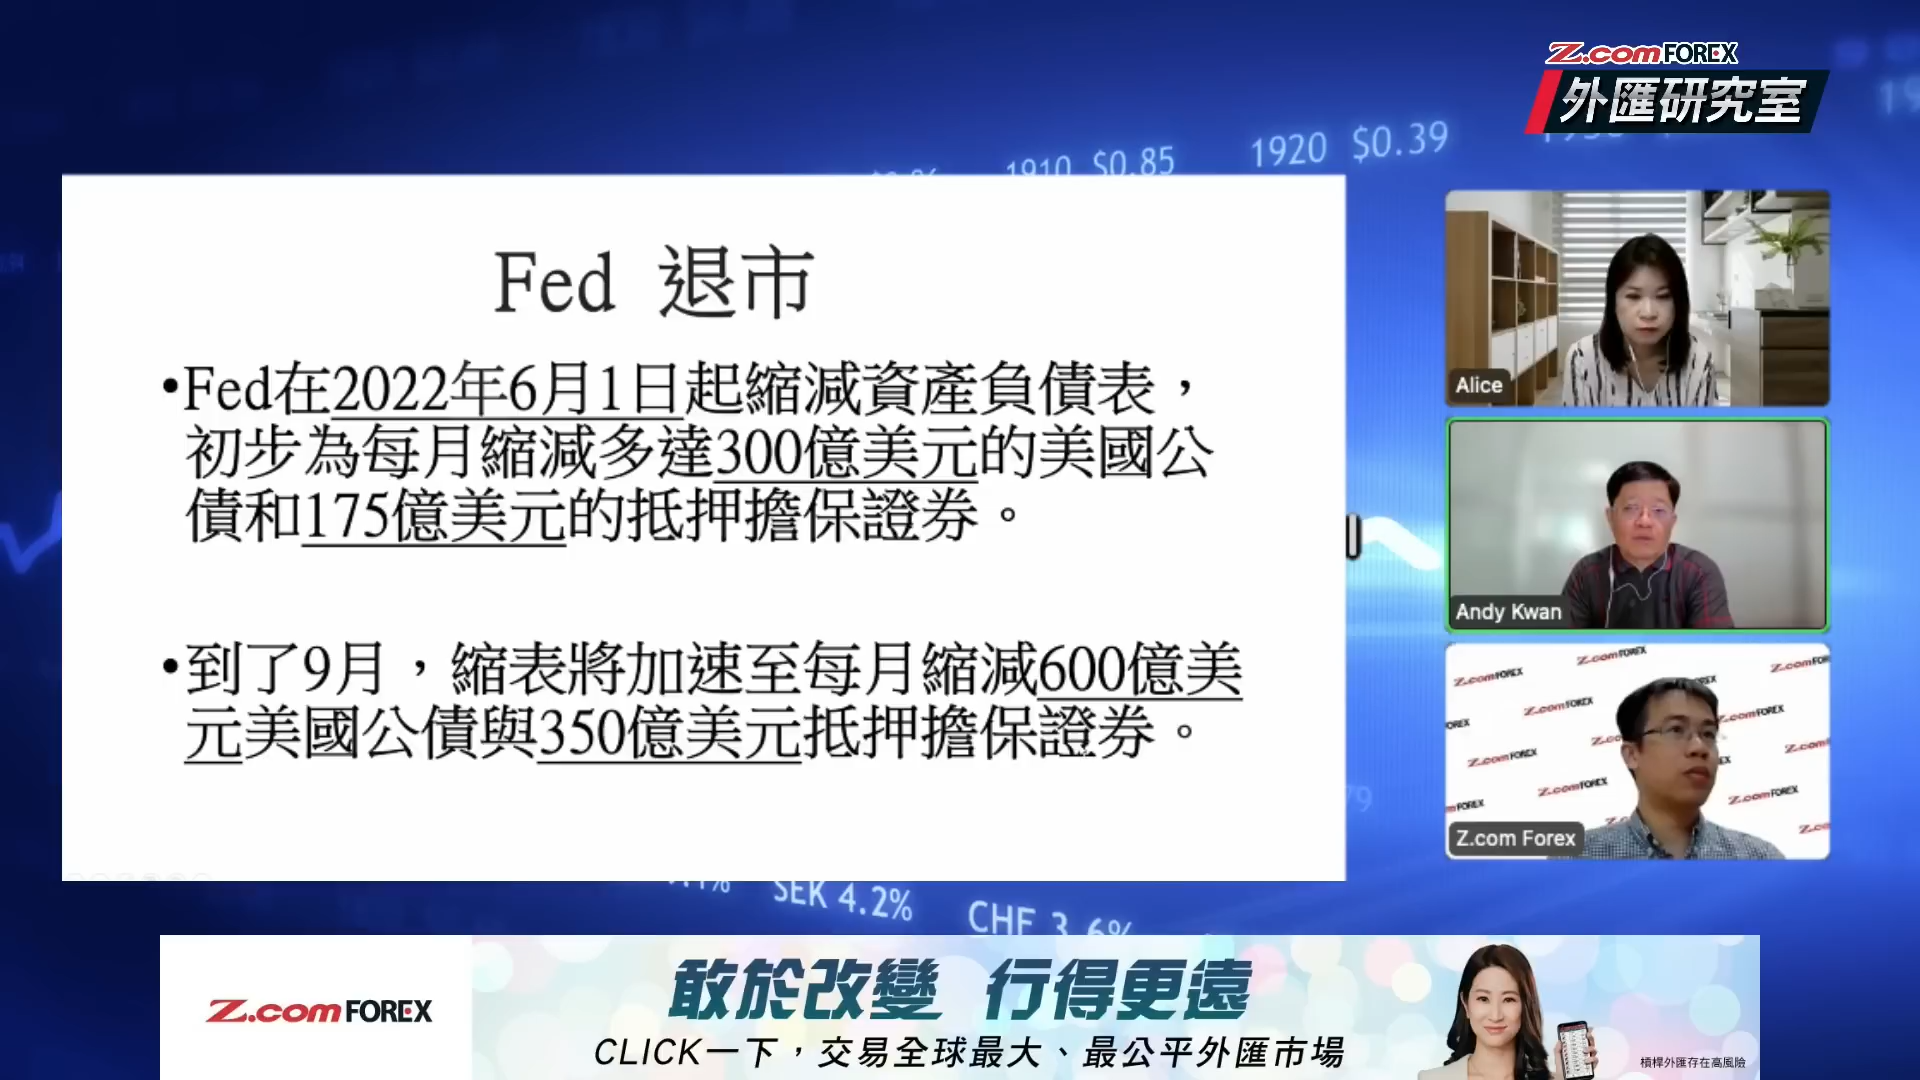 Z.com FOREX
外匯研究室
1910 $0.85
1920 $0.39
Fed 退市
•Fed在2022年6月1日起縮減資產負債表，
初步為每月縮減多達300億美元的美國公
債和175億美元的抵押擔保證券。
•到了9月，縮表將加速至每月縮減600億美
元美國公債與350億美元抵押擔保證券。
Alice
Andy Kwan
Z.com Forex
SEK 4.2%
CHF 3.6%
Z.com FOREX
敢於改變 行得更遠
CLICK一下，交易全球最大、最公平外匯市場
槓桿外匯存在高風險